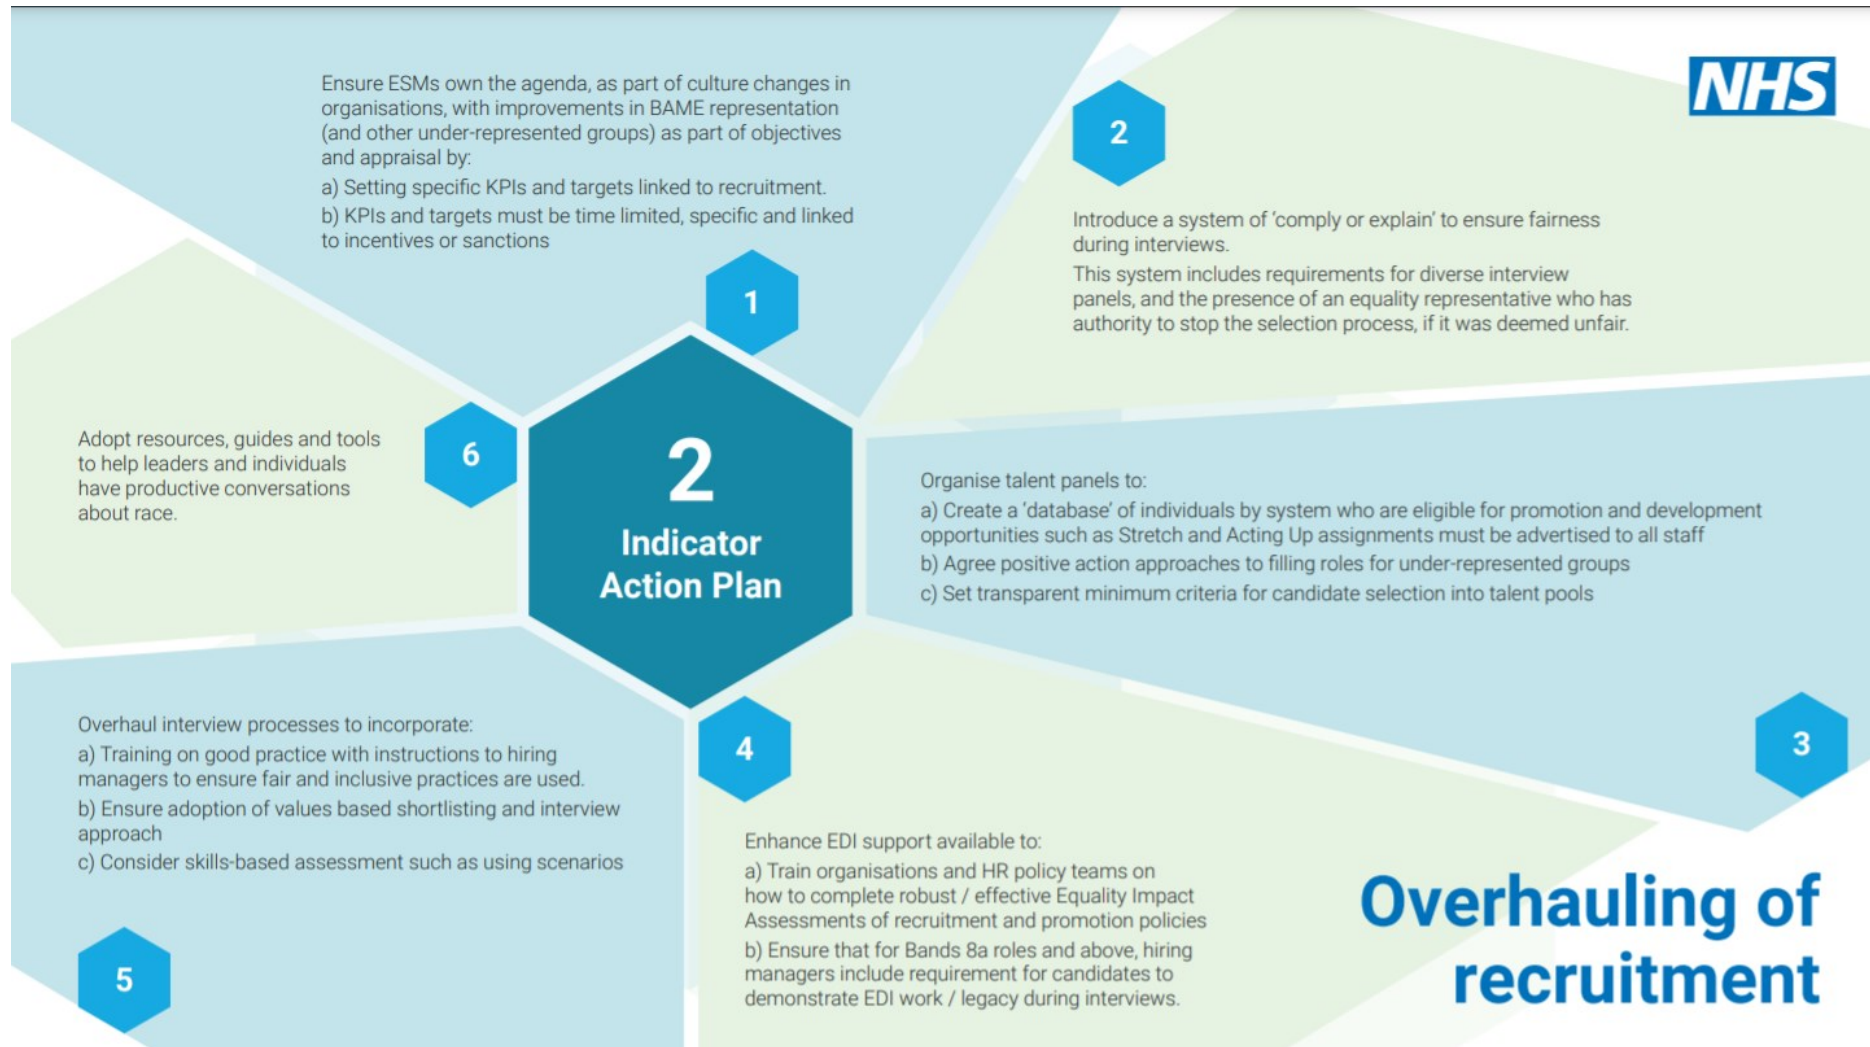 NHS
Ensure ESMs own the agenda, as part of culture changes in
organisations, with improvements in BAME representation
(and other under-represented groups) as part of objectives
and appraisal by:
a) Setting specific KPIs and targets linked to recruitment.
b) KPIs and targets must be time limited, specific and linked
to incentives or sanctions
1
2
Introduce a system of ‘comply or explain’ to ensure fairness
during interviews.
This system includes requirements for diverse interview
panels, and the presence of an equality representative who has
authority to stop the selection process, if it was deemed unfair.
Organise talent panels to:
a) Create a ‘database’ of individuals by system who are eligible for promotion and development
opportunities such as Stretch and Acting Up assignments must be advertised to all staff
b) Agree positive action approaches to filling roles for under-represented groups
c) Set transparent minimum criteria for candidate selection into talent pools
3
4
Enhance EDI support available to:
a) Train organisations and HR policy teams on
how to complete robust / effective Equality Impact
Assessments of recruitment and promotion policies
b) Ensure that for Bands 8a roles and above, hiring
managers include requirement for candidates to
demonstrate EDI work / legacy during interviews.
Overhaul interview processes to incorporate:
a) Training on good practice with instructions to hiring
managers to ensure fair and inclusive practices are used.
b) Ensure adoption of values based shortlisting and interview
approach
c) Consider skills-based assessment such as using scenarios
5
Adopt resources, guides and tools
to help leaders and individuals
have productive conversations
about race.
6
2
Indicator
Action Plan
Overhauling of
recruitment